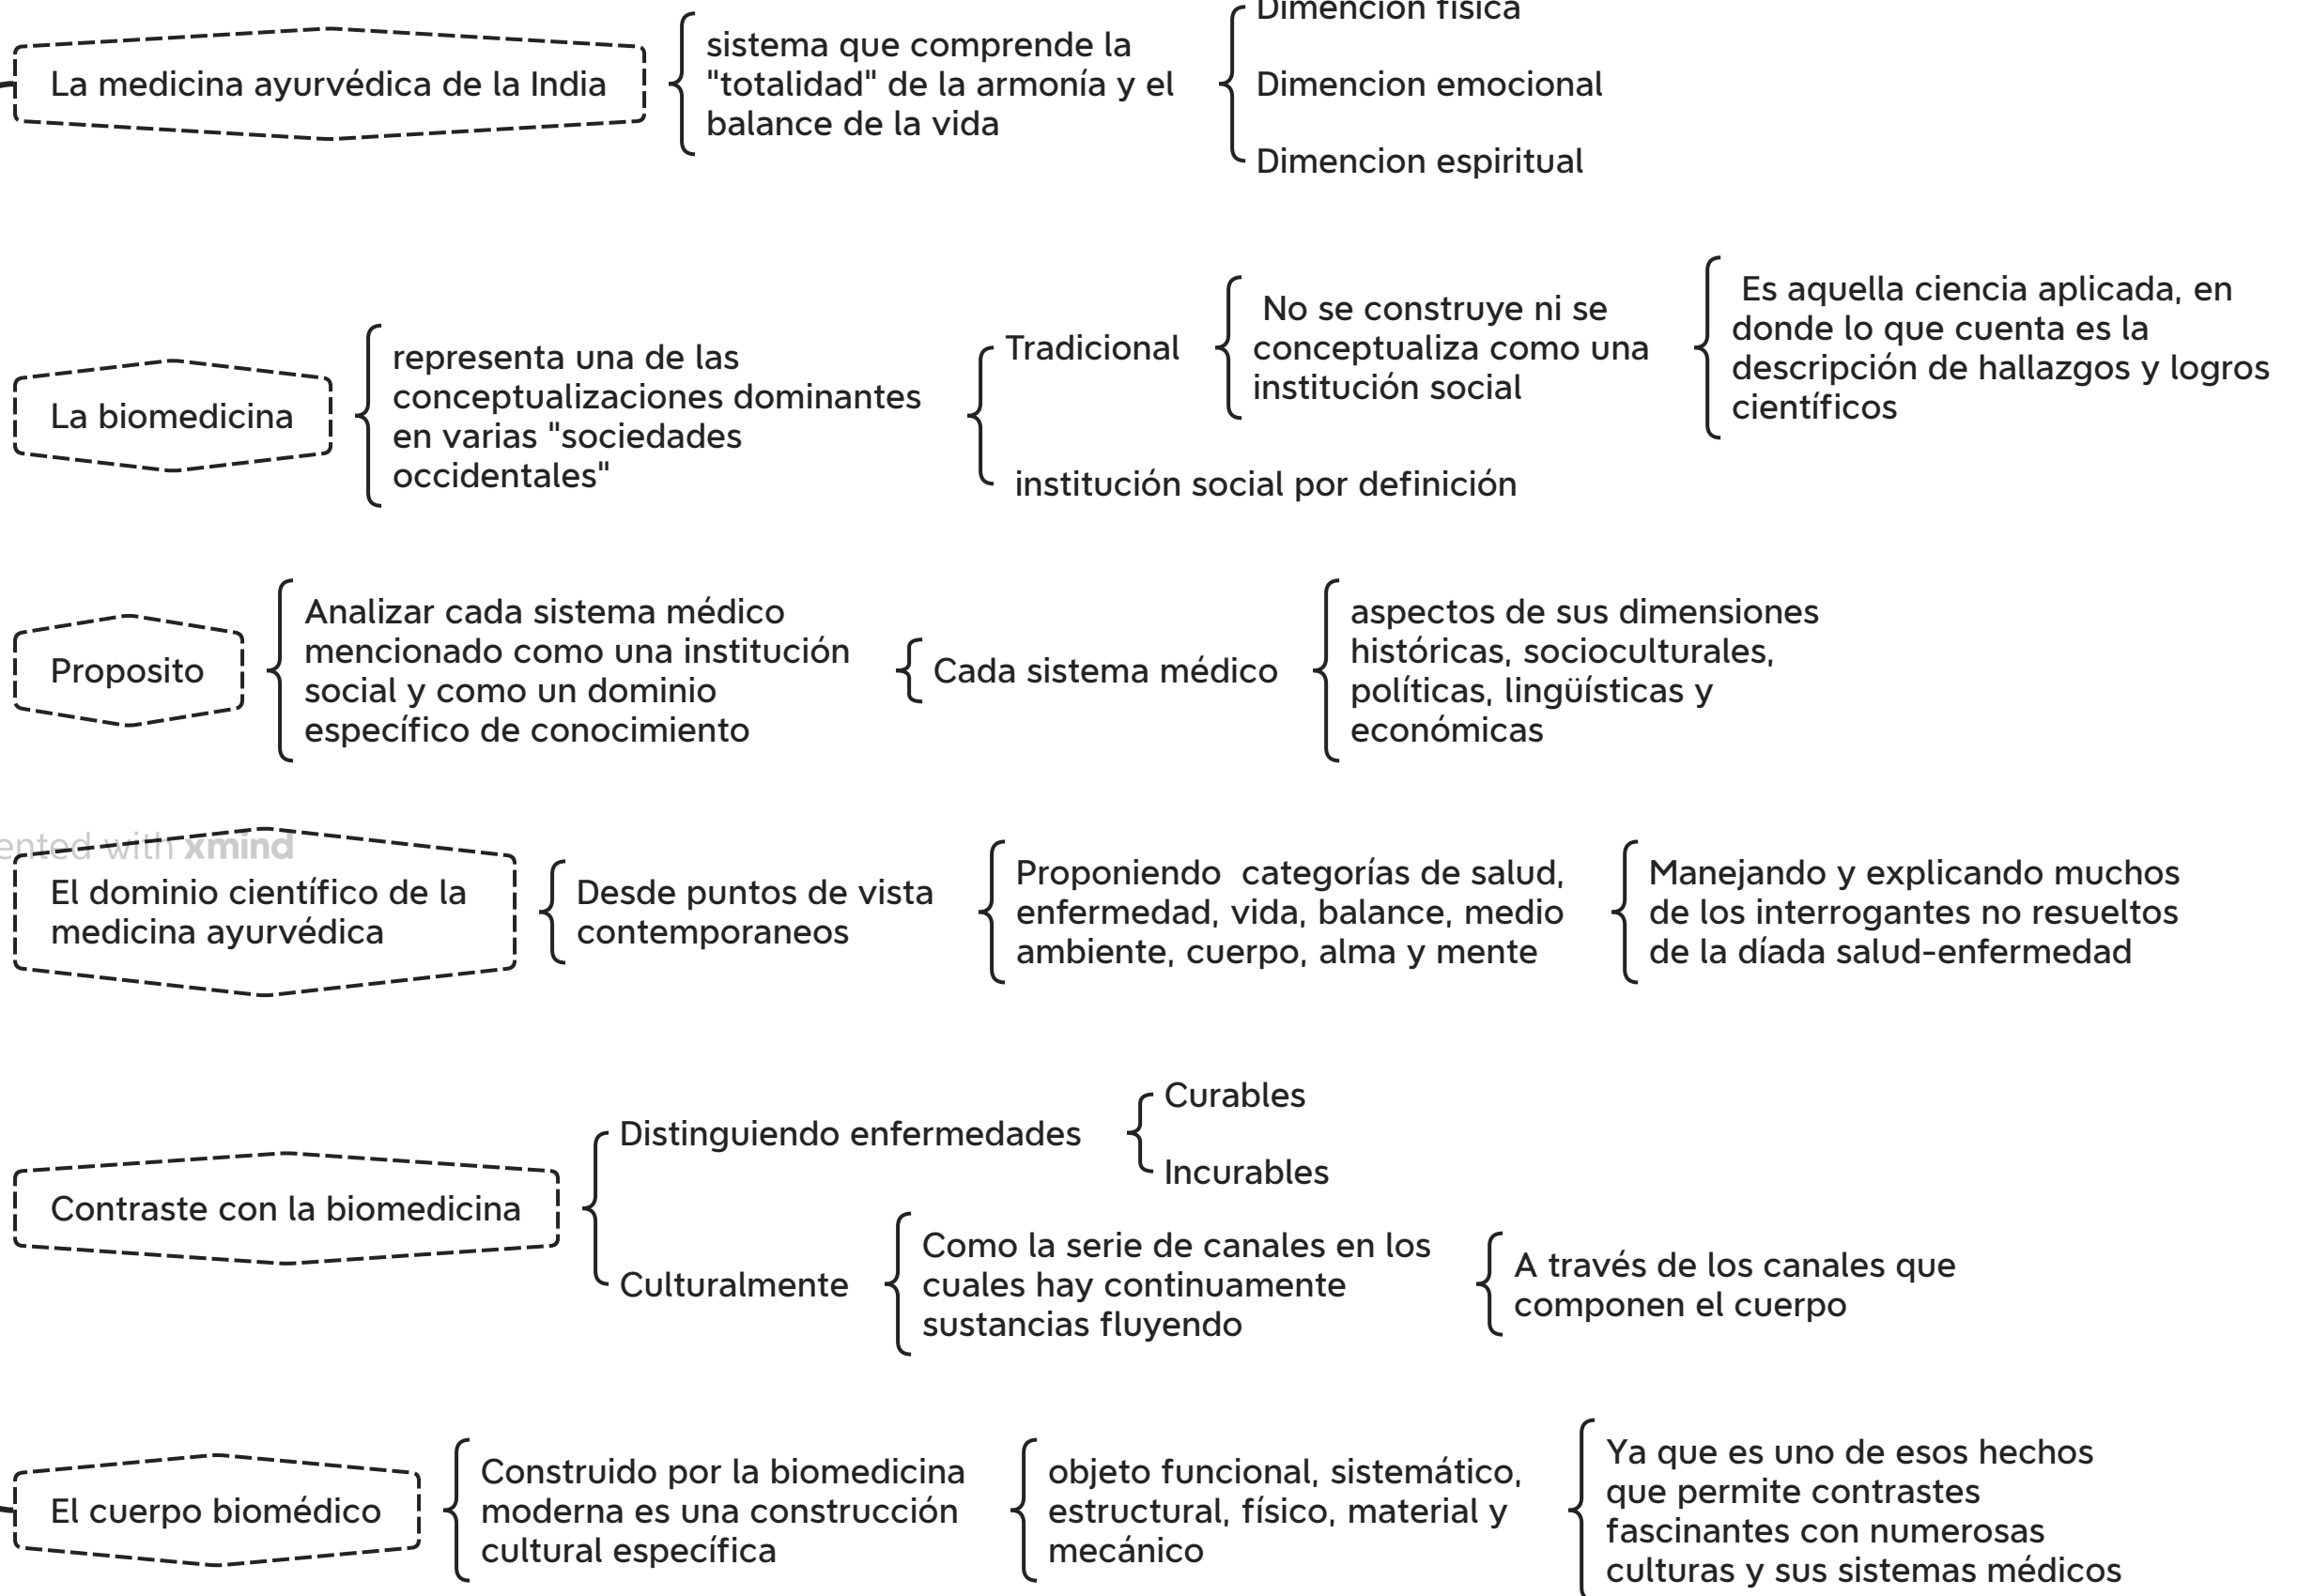 Dimencion física
La medicina ayurvédica de la India
sistema que comprende la
"totalidad" de la armonía y el
balance de la vida
Dimencion emocional
Dimencion espiritual
La biomedicina
representa una de las
conceptualizaciones dominantes
en varias "sociedades
occidentales"
Tradicional
No se construye ni se
conceptualiza como una
institución social
Es aquella ciencia aplicada, en
donde lo que cuenta es la
descripción de hallazgos y logros
científicos
institución social por definición
Proposito
Analizar cada sistema médico
mencionado como una institución
social y como un dominio
específico de conocimiento
Cada sistema médico
aspectos de sus dimensiones
históricas, socioculturales,
políticas, lingüísticas y
económicas
with xmind
El dominio científico de la
medicina ayurvédica
Desde puntos de vista
contemporaneos
Proponiendo  categorías de salud,
enfermedad, vida, balance, medio
ambiente, cuerpo, alma y mente
Manejando y explicando muchos
de los interrogantes no resueltos
de la díada salud-enfermedad
Contraste con la biomedicina
Distinguiendo enfermedades
Curables
Incurables
Culturalmente
Como la serie de canales en los
cuales hay continuamente
sustancias fluyendo
A través de los canales que
componen el cuerpo
El cuerpo biomédico
Construido por la biomedicina
moderna es una construcción
cultural específica
objeto funcional, sistemático,
estructural, físico, material y
mecánico
Ya que es uno de esos hechos
que permite contrastes
fascinantes con numerosas
culturas y sus sistemas médicos